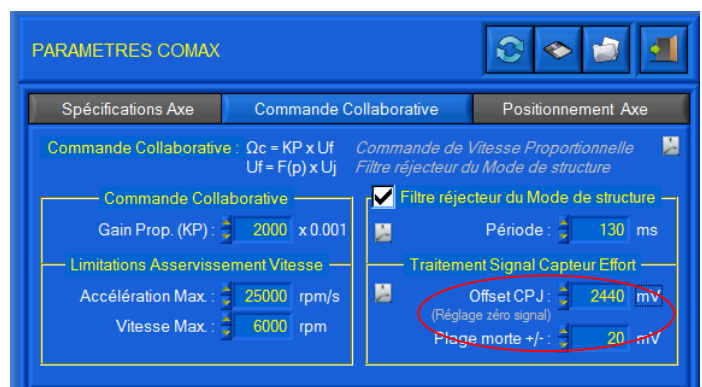 PARAMETRES COMAX
Spécifications Axe Commande Collaborative Positionnement Axe
Commande Collaborative : Ωc = KP x Uf Commande de Vitesse Proportionnelle
Uf = F(p) x Uj Filtre réjecteur du Mode de structure
Commande Collaborative
Gain Prop. (KP) : 2000 x 0.001
Filtre réjecteur du Mode de structure
Période : 130 ms
Limitations Asservissement Vitesse
Accélération Max. : 25000 rpm/s
Vitesse Max. : 6000 rpm
Traitement Signal Capteur Effort
Offset CPJ : 2440 mV
(Réglage zéro signal)
Plage morte +/- : 20 mV